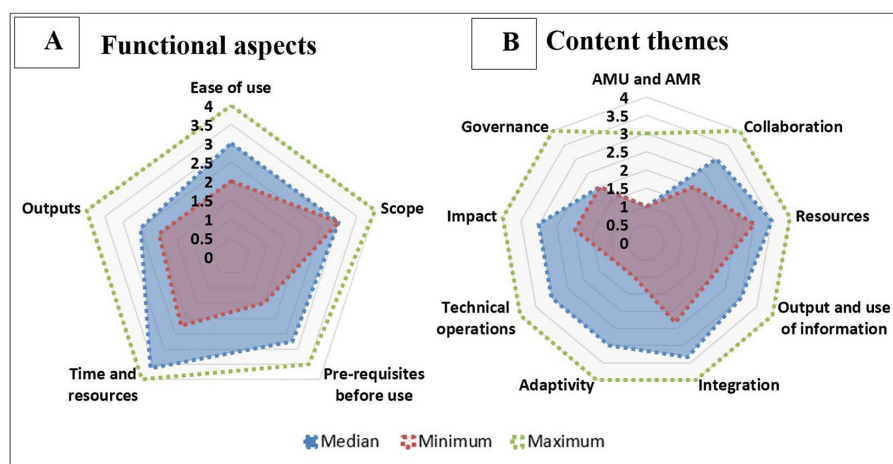 A
Functional aspects
Ease of use
4
3.5
3
2.5
2
1.5
1
0.5
0
Scope
Pre-requisites
before use
Time and
resources
Outputs
B
Content themes
AMU and AMR
4
3.5
3
2.5
2
1.5
1
0.5
0
Collaboration
Resources
Output and use
of information
Integration
Adaptivity
Technical
operations
Impact
Governance
Median
Minimum
Maximum